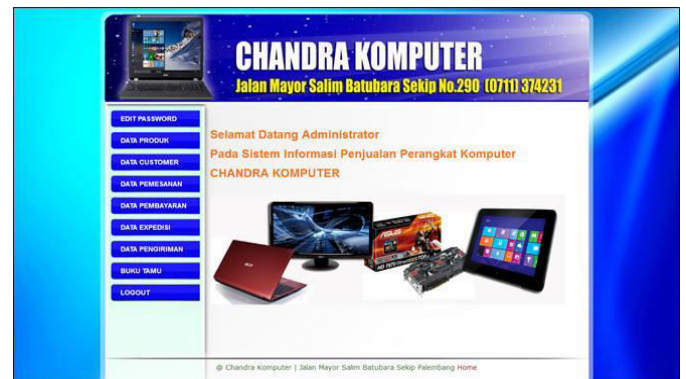 CHANDRA KOMPUTER
Jalan Mayor Salim Batubara Sekip No.290 (0711) 374231
EDIT PASSWORD
DATA PRODUK
DATA CUSTOMER
DATA PEMESANAN
DATA PEMBAYARAN
DATA EXPEDISI
DATA PENGIRIMAN
BUKU TAMU
LOGOUT
Selamat Datang Administrator
Pada Sistem Informasi Penjualan Perangkat Komputer
CHANDRA KOMPUTER
@ Chandra Komputer | Jalan Mayor Salim Batubara Sekip Palembang Home